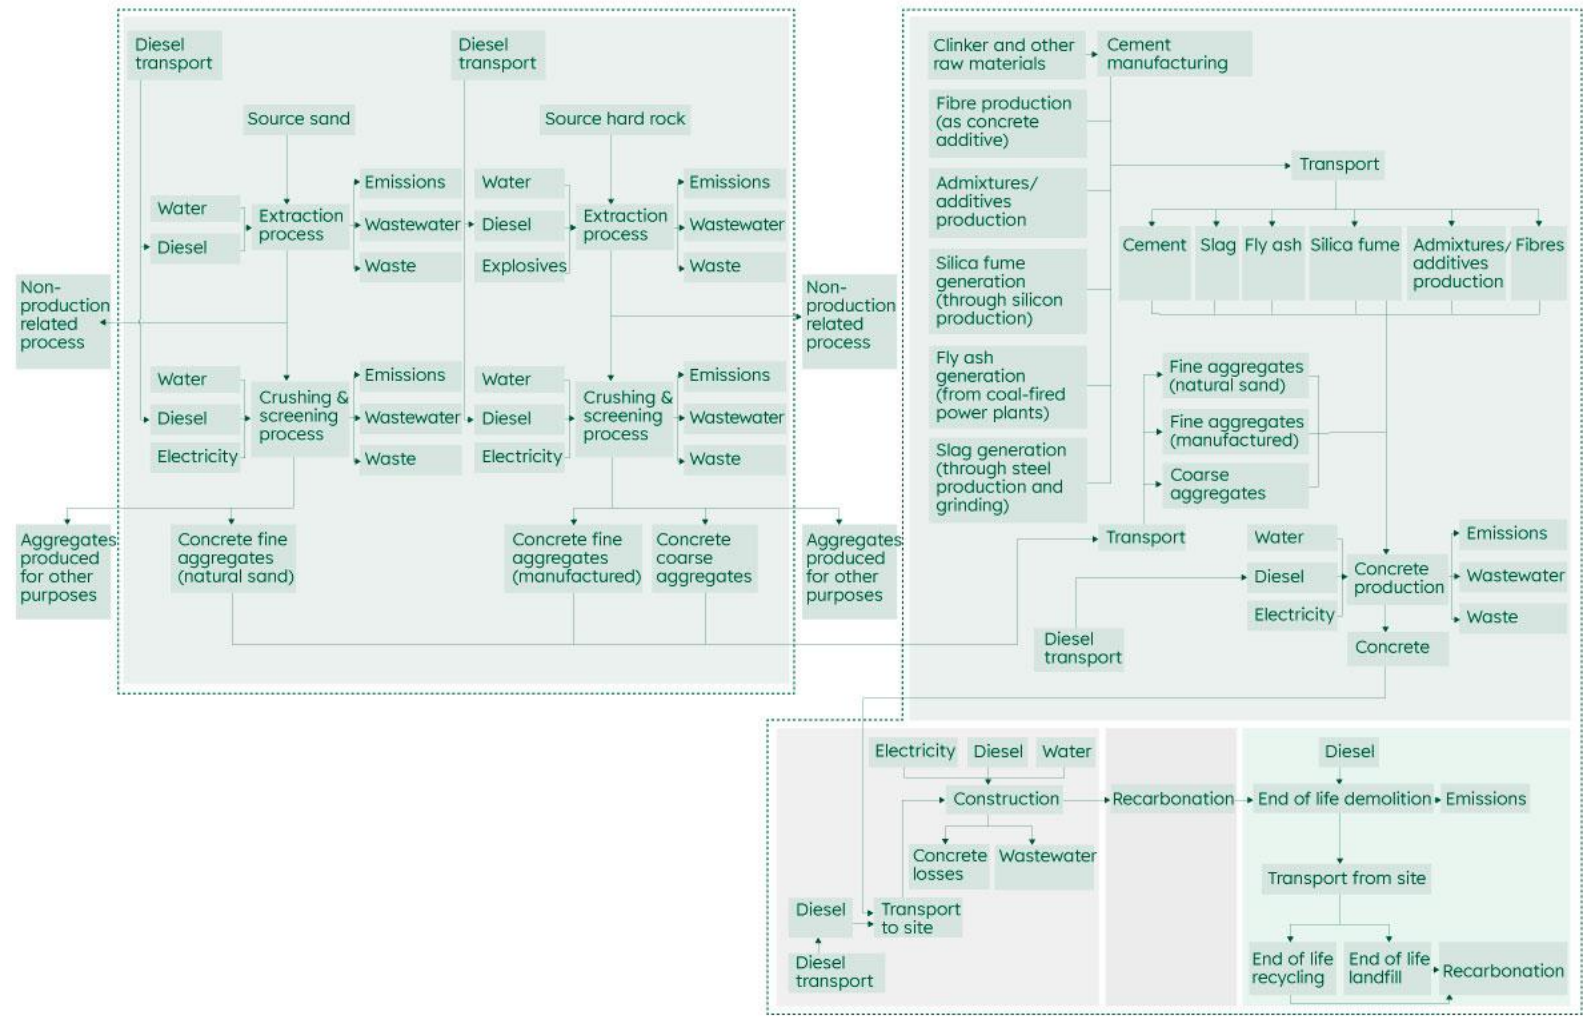 Diesel
transport
Diesel
transport
Source sand
Source hard rock
Water
Diesel
Extraction
process
Emissions
Wastewater
Waste
Water
Diesel
Explosives
Extraction
process
Emissions
Wastewater
Waste
Non-
production
related
process
Non-
production
related
process
Water
Diesel
Electricity
Crushing &
screening
process
Emissions
Wastewater
Waste
Water
Diesel
Electricity
Crushing &
screening
process
Emissions
Wastewater
Waste
Aggregates
produced
for other
purposes
Concrete fine
aggregates
(natural sand)
Concrete fine
aggregates
(manufactured)
Concrete
coarse
aggregates
Aggregates
produced
for other
purposes
Clinker and other
raw materials
Cement
manufacturing
Fibre production
(as concrete
additive)
Admixtures/
additives
production
Silica fume
generation
(through silicon
production)
Fly ash
generation
(from coal-fired
power plants)
Slag generation
(through steel
production and
grinding)
Transport
Cement
Slag
Fly ash
Silica fume
Admixtures/
additives
production
Fibres
Fine aggregates
(natural sand)
Fine aggregates
(manufactured)
Coarse
aggregates
Transport
Water
Diesel
Electricity
Concrete
production
Emissions
Wastewater
Waste
Diesel
transport
Concrete
Electricity
Diesel
Water
Construction
Concrete
losses
Wastewater
Diesel
Transport
to site
Diesel
transport
Recarbonation
Diesel
End of life demolition
Emissions
Transport from site
End of life
recycling
End of life
landfill
Recarbonation